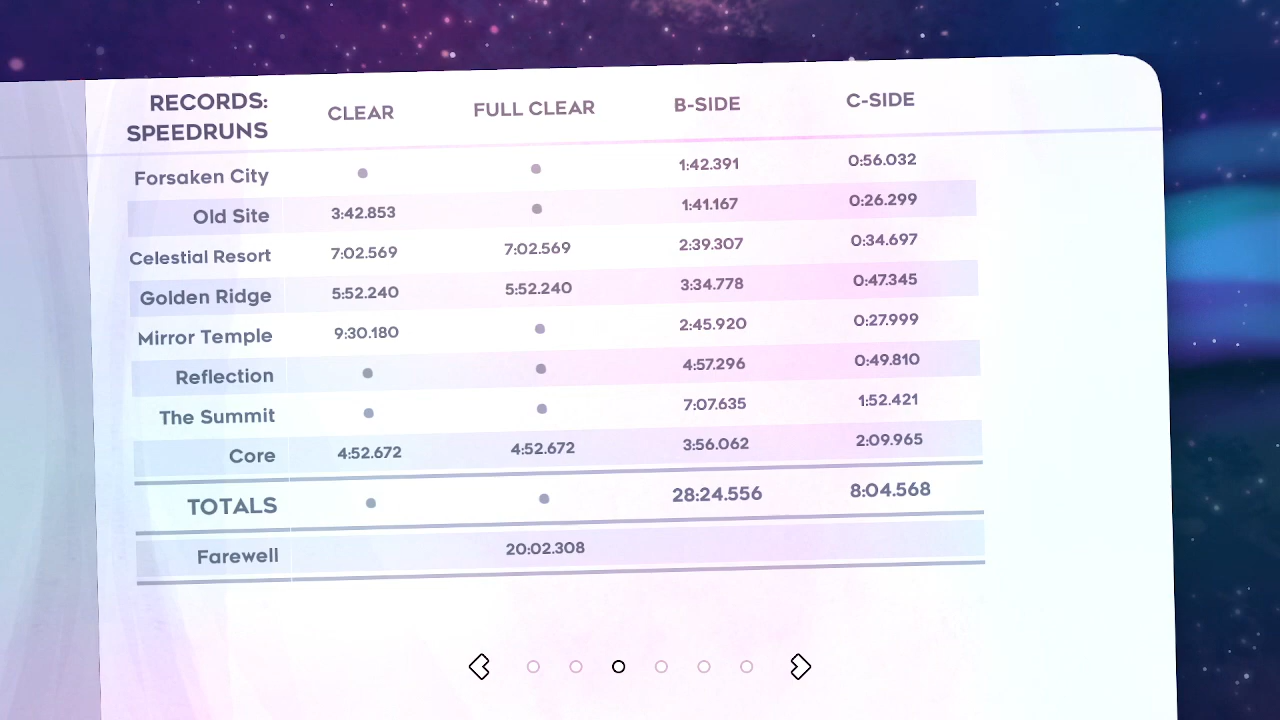 RECORDS: SPEEDRUNS CLEAR FULL CLEAR B-SIDE C-SIDE
Forsaken City • • 1:42.391 0:56.032
Old Site 3:42.853 • 1:41.167 0:26.299
Celestial Resort 7:02.569 7:02.569 2:39.307 0:34.697
Golden Ridge 5:52.240 5:52.240 3:34.778 0:47.345
Mirror Temple 9:30.180 • 2:45.920 0:27.999
Reflection • • 4:57.296 0:49.810
The Summit • • 7:07.635 1:52.421
Core 4:52.672 4:52.672 3:56.062 2:09.965
TOTALS • • 28:24.556 8:04.568
Farewell 20:02.308